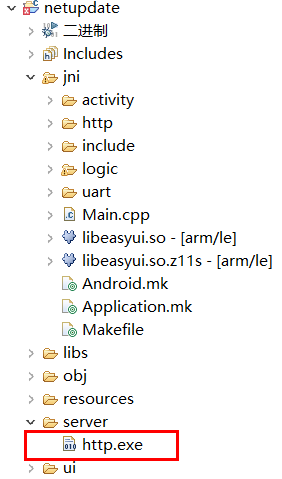 netupdate
二进制
Includes
jni
activity
http
include
logic
uart
Main.cpp
libeasyui.so - [arm/le]
libeasyui.so.z11s - [arm/le]
Android.mk
Application.mk
Makefile
libs
obj
resources
server
http.exe
ui